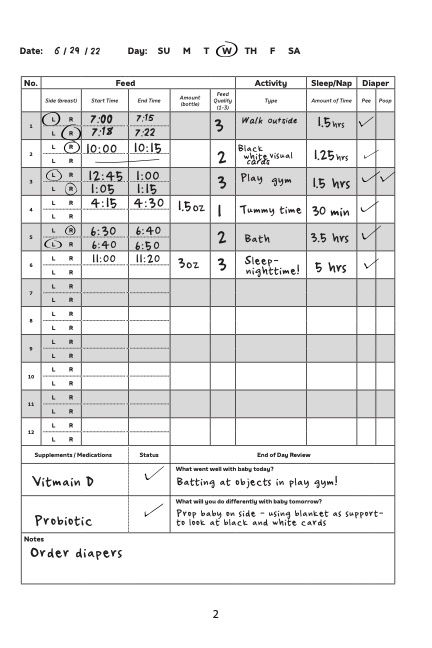 Date: 6 / 29 / 22 Day: SU M T W TH F SA
No. Feed Activity Sleep/Nap Diaper
Side (breast) Start Time End Time Amount (bottle) Feed Quality (1-3) Type Amount of Time Pee Poop
1 L R 7:00 7:15 3 Walk outside 1.5 hrs ✓
L R 7:18 7:22
2 L R 10:00 10:15 2 Black white visual cards 1.25 hrs ✓
L R
3 L R 12:45 1:00 3 Play gym 1.5 hrs ✓ ✓
L R 1:05 1:15
4 L R 4:15 4:30 1.5oz 1 Tummy time 30 min ✓
L R
5 L R 6:30 6:40 2 Bath 3.5 hrs ✓
L R 6:40 6:50
6 L R 11:00 11:20 3oz 3 Sleep- nighttime! 5 hrs ✓
L R
7 L R
L R
8 L R
L R
9 L R
L R
10 L R
L R
11 L R
L R
12 L R
L R
Supplements / Medications Status End of Day Review
What went well with baby today?
Vitmain D ✓ Batting at objects in play gym!
What will you do differently with baby tomorrow?
Probiotic ✓ Prop baby on side - using blanket as support-
to look at black and white cards
Notes
Order diapers
2